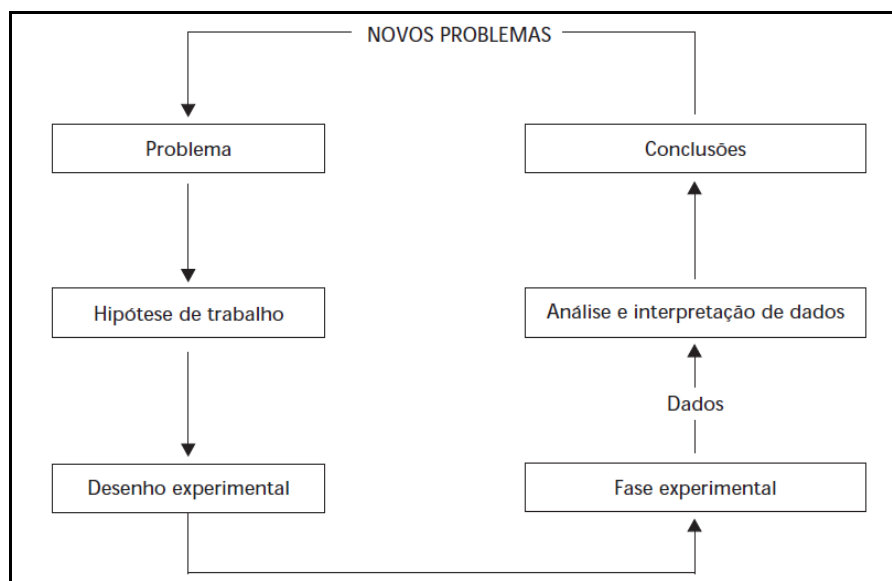 NOVOS PROBLEMAS
Problema
Conclusões
Hipótese de trabalho
Análise e interpretação de dados
Dados
Desenho experimental
Fase experimental